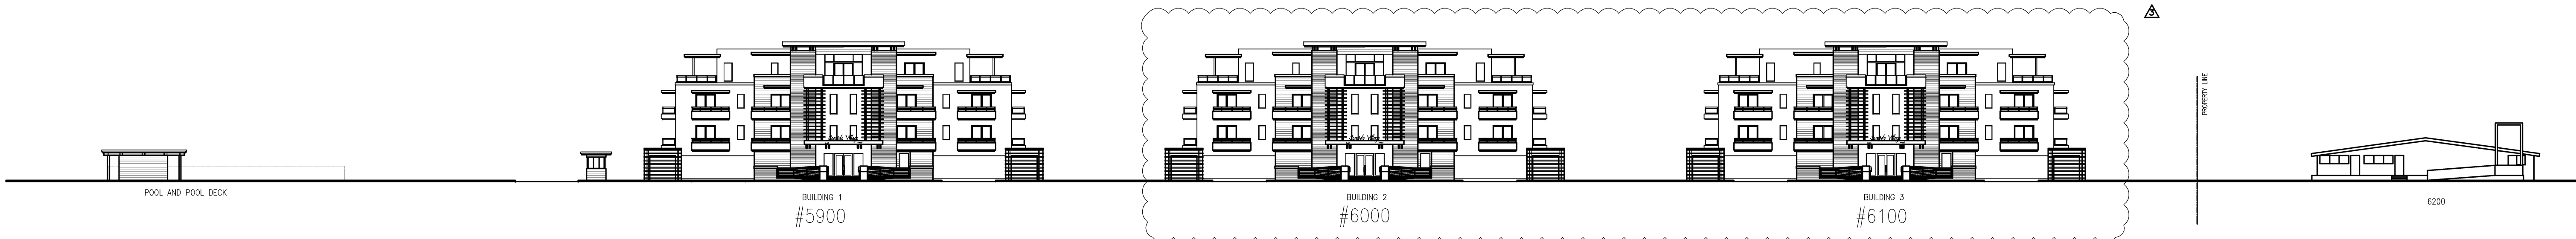 3
PROPERTY LINE
POOL AND POOL DECK
BUILDING 1
#5900
BUILDING 2
#6000
BUILDING 3
#6100
6200